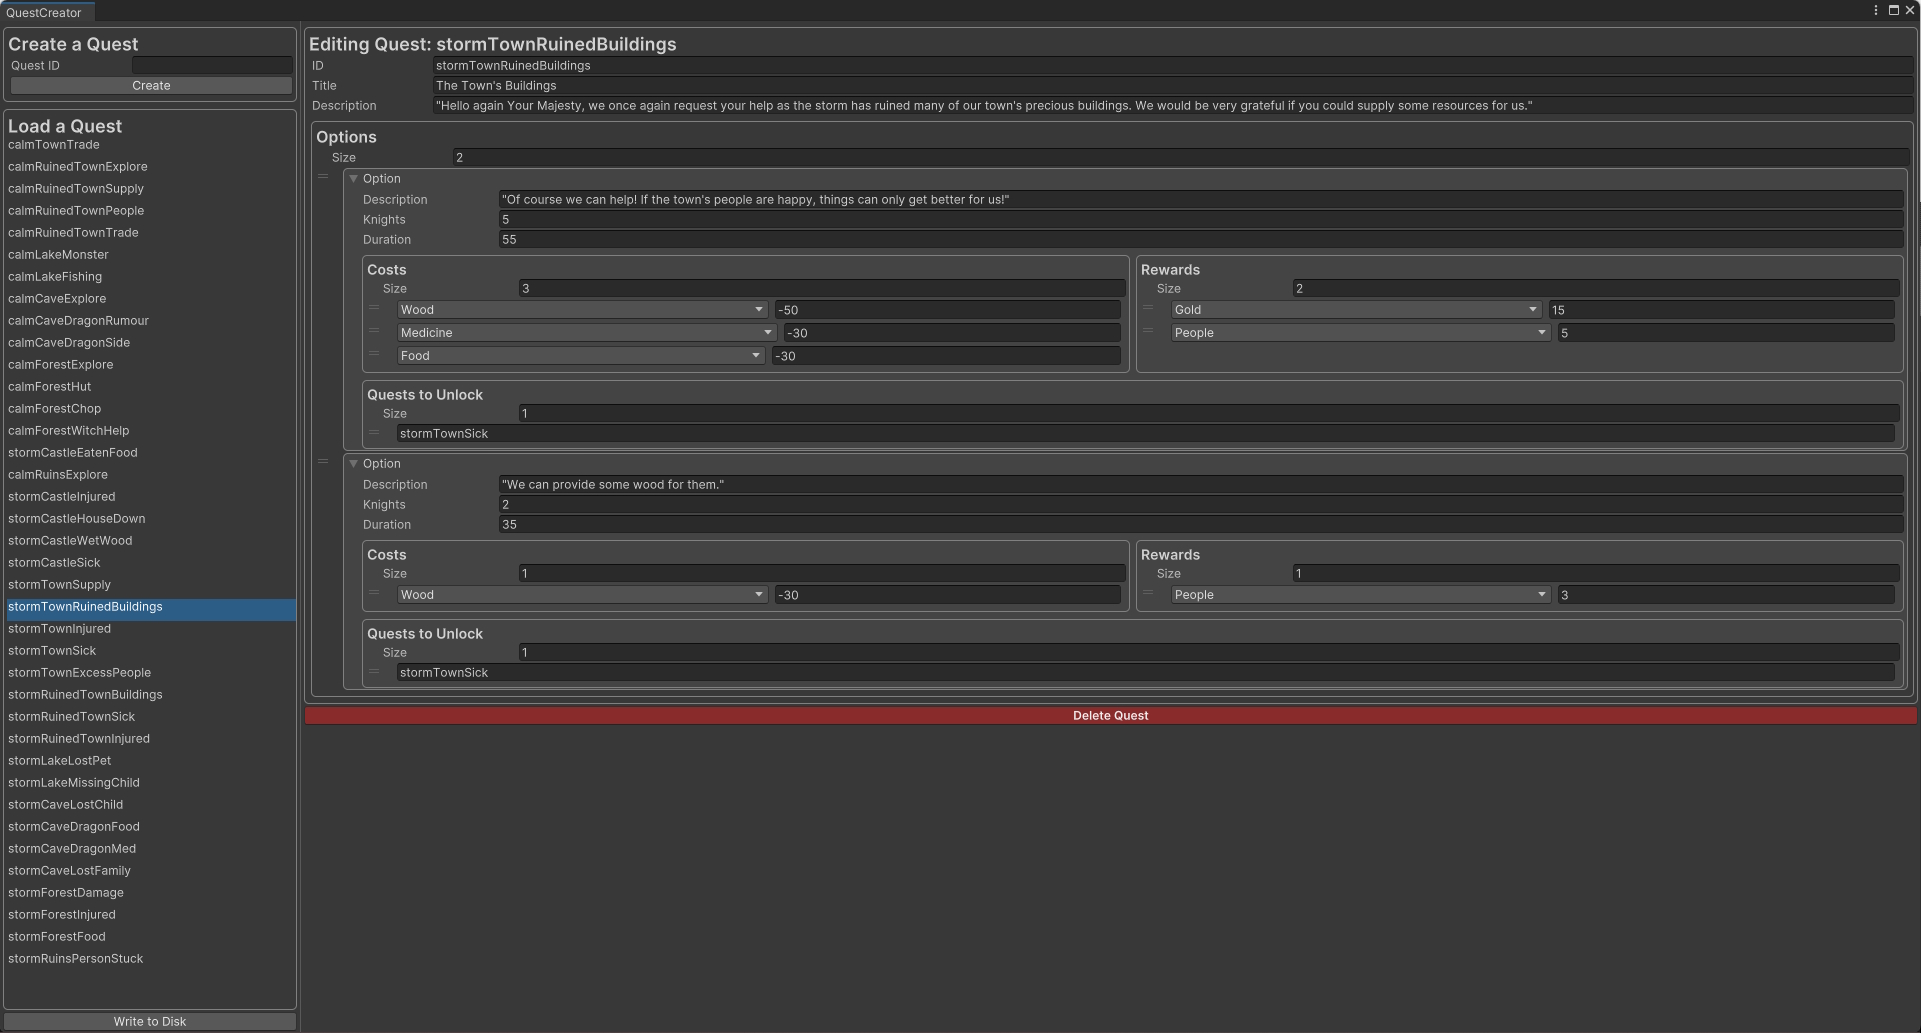 QuestCreator
Create a Quest
Quest ID
Create
Load a Quest
calmTownTrade
calmRuinedTownExplore
calmRuinedTownSupply
calmRuinedTownPeople
calmRuinedTownTrade
calmLakeMonster
calmLakeFishing
calmCaveExplore
calmCaveDragonRumour
calmCaveDragonSide
calmForestExplore
calmForestHut
calmForestChop
calmForestWitchHelp
stormCastleEatenFood
calmRuinsExplore
stormCastleInjured
stormCastleHouseDown
stormCastleWetWood
stormCastleSick
stormTownSupply
stormTownRuinedBuildings
stormTownInjured
stormTownSick
stormTownExcessPeople
stormRuinedTownBuildings
stormRuinedTownSick
stormRuinedTownInjured
stormLakeLostPet
stormLakeMissingChild
stormCaveLostChild
stormCaveDragonFood
stormCaveDragonMed
stormCaveLostFamily
stormForestDamage
stormForestInjured
stormForestFood
stormRuinsPersonStuck
Write to Disk
Editing Quest: stormTownRuinedBuildings
ID stormTownRuinedBuildings
Title The Town's Buildings
Description "Hello again Your Majesty, we once again request your help as the storm has ruined many of our town's precious buildings. We would be very grateful if you could supply some resources for us."
Options
Size 2
Option
Description "Of course we can help! If the town's people are happy, things can only get better for us!"
Knights 5
Duration 55
Costs
Size 3
Wood -50
Medicine -30
Food -30
Rewards
Size 2
Gold 15
People 5
Quests to Unlock
Size 1
stormTownSick
Option
Description "We can provide some wood for them."
Knights 2
Duration 35
Costs
Size 1
Wood -30
Rewards
Size 1
People 3
Quests to Unlock
Size 1
stormTownSick
Delete Quest